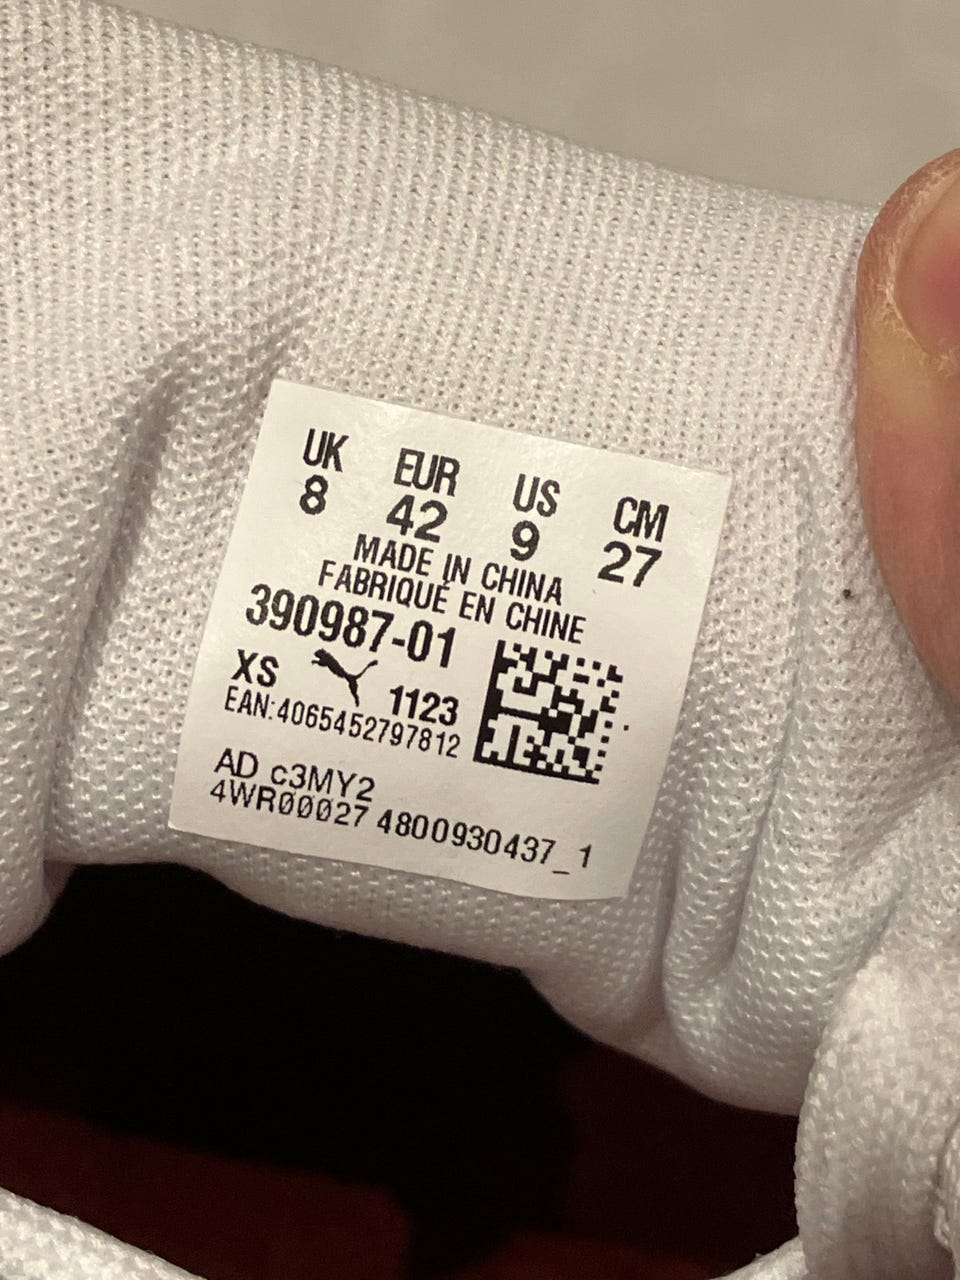 UK EUR US CM
8 42 9 27
MADE IN CHINA
FABRIQUÉ EN CHINE
390987-01
XS 1123
EAN:4065452797812
AD c3MY2
4WR00027 4800930437_1